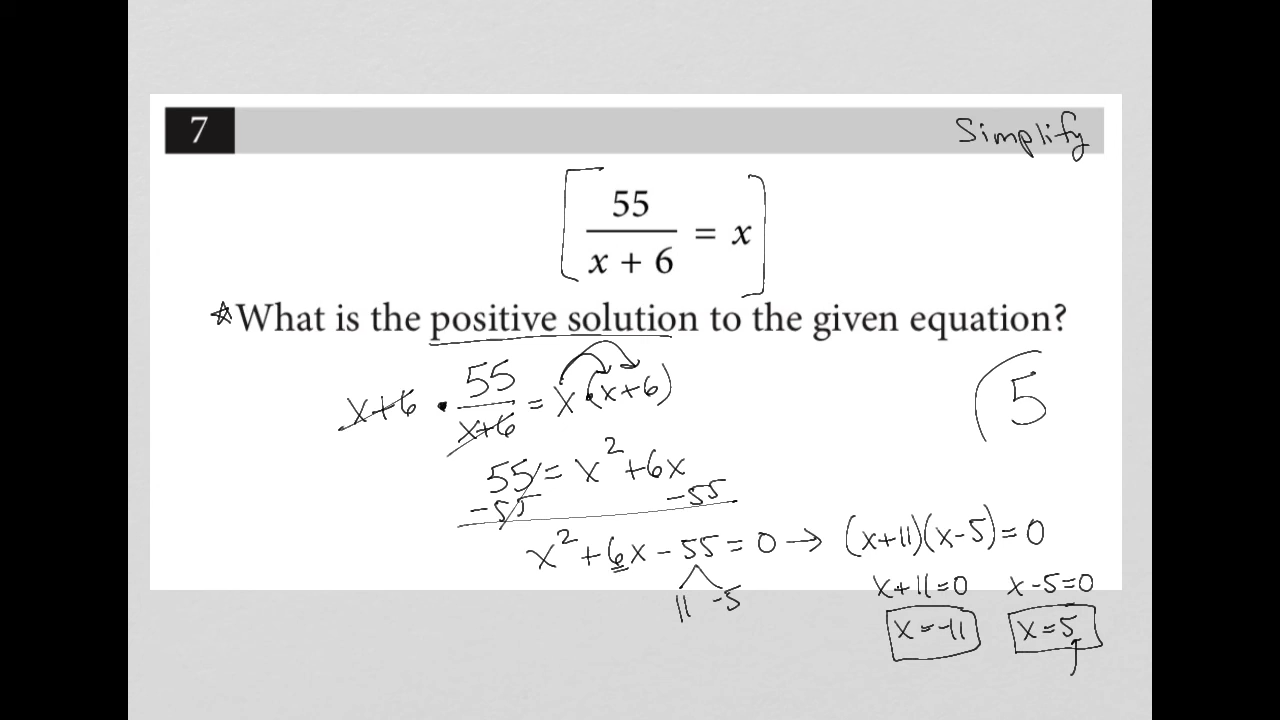 7 Simplify
55
x + 6 = x
What is the positive solution to the given equation?
x+6 • 55/x+6 = x•(x+6)
5
55 = x² + 6x
-55 -55
x² + 6x - 55 = 0 → (x+11)(x-5) = 0
11 -5
x+11=0 x-5=0
x=-11 x=5